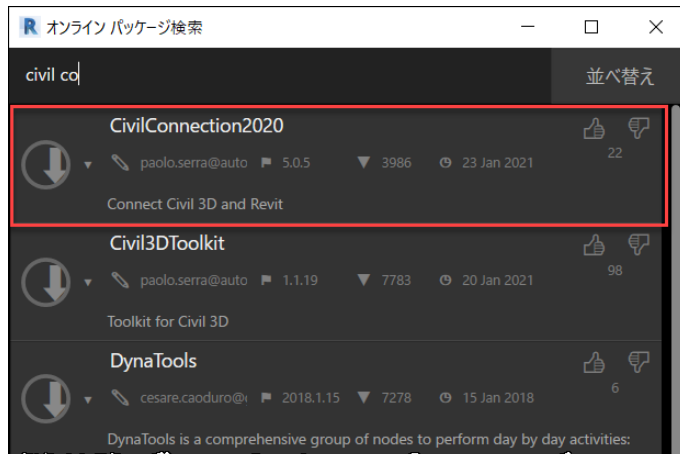 R オンライン パッケージ検索
civil co 並べ替え
CivilConnection2020
paolo.serra@auto 5.0.5 3986 23 Jan 2021 22
Connect Civil 3D and Revit
Civil3DToolkit
paolo.serra@auto 1.1.19 7783 20 Jan 2021 98
Toolkit for Civil 3D
DynaTools
cesare.caoduro@ 2018.1.15 7278 15 Jan 2018 6
DynaTools is a comprehensive group of nodes to perform day by day activities: